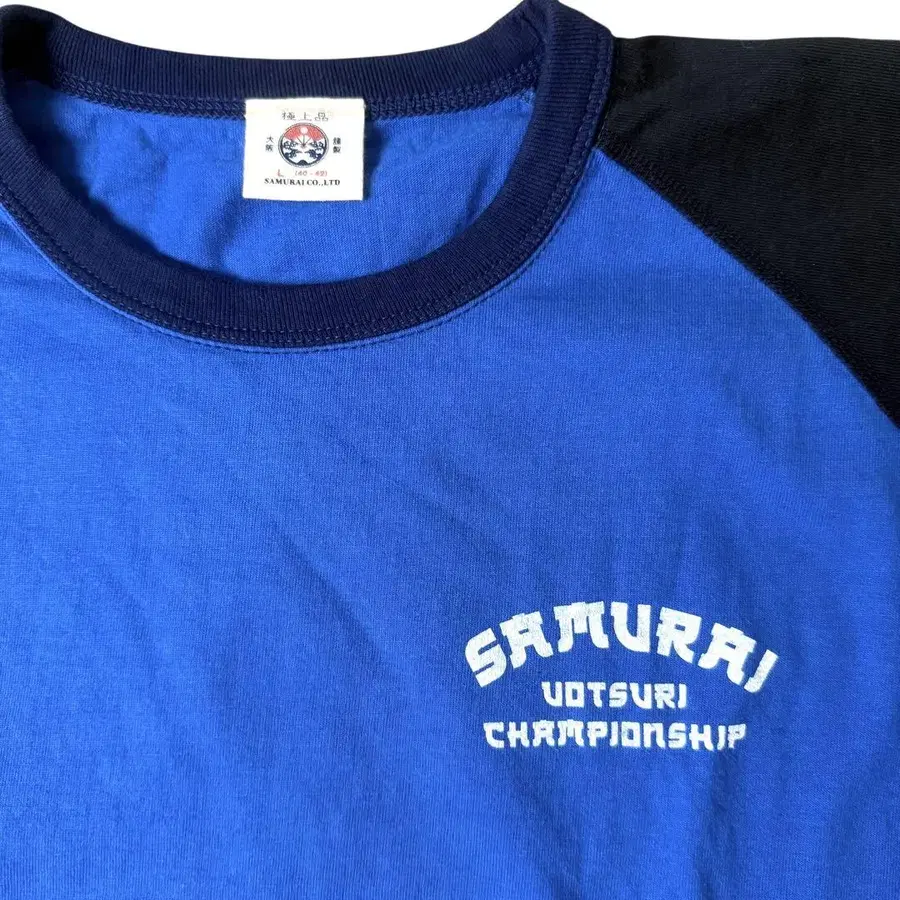 極上品
大阪 謹製
L (40-42)
SAMURAI CO.,LTD
SAMURAI
UOTSURI
CHAMPIONSHIP